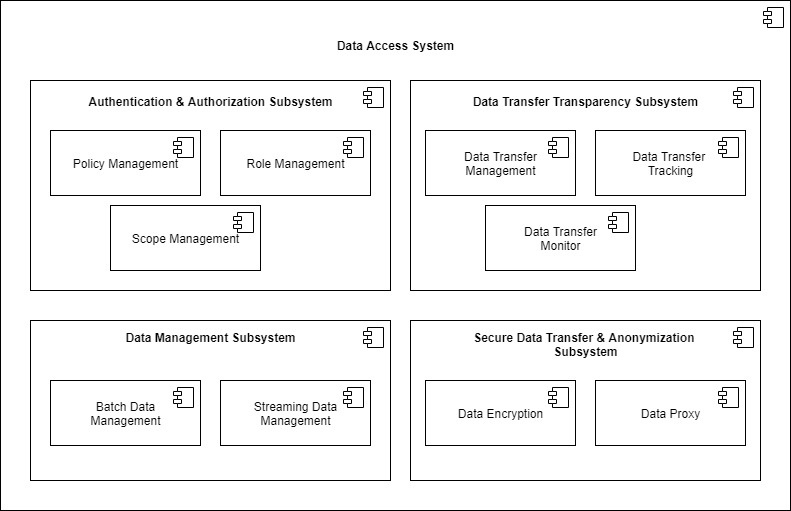 Data Access System
Authentication & Authorization Subsystem
Policy Management
Role Management
Scope Management
Data Transfer Transparency Subsystem
Data Transfer
Management
Data Transfer
Tracking
Data Transfer
Monitor
Data Management Subsystem
Batch Data
Management
Streaming Data
Management
Secure Data Transfer & Anonymization
Subsystem
Data Encryption
Data Proxy